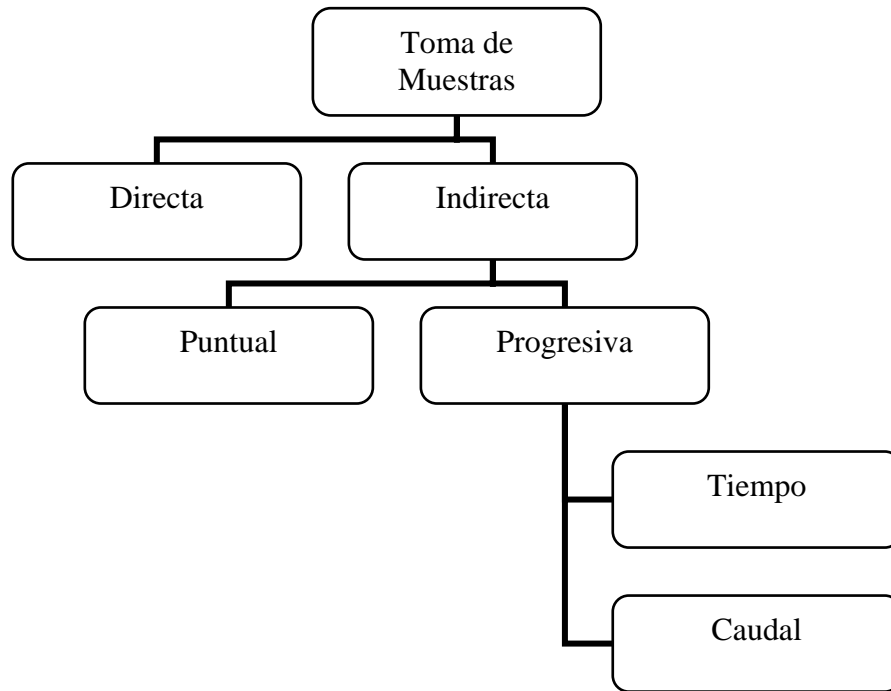 Toma de
Muestras
Directa
Indirecta
Puntual
Progresiva
Tiempo
Caudal